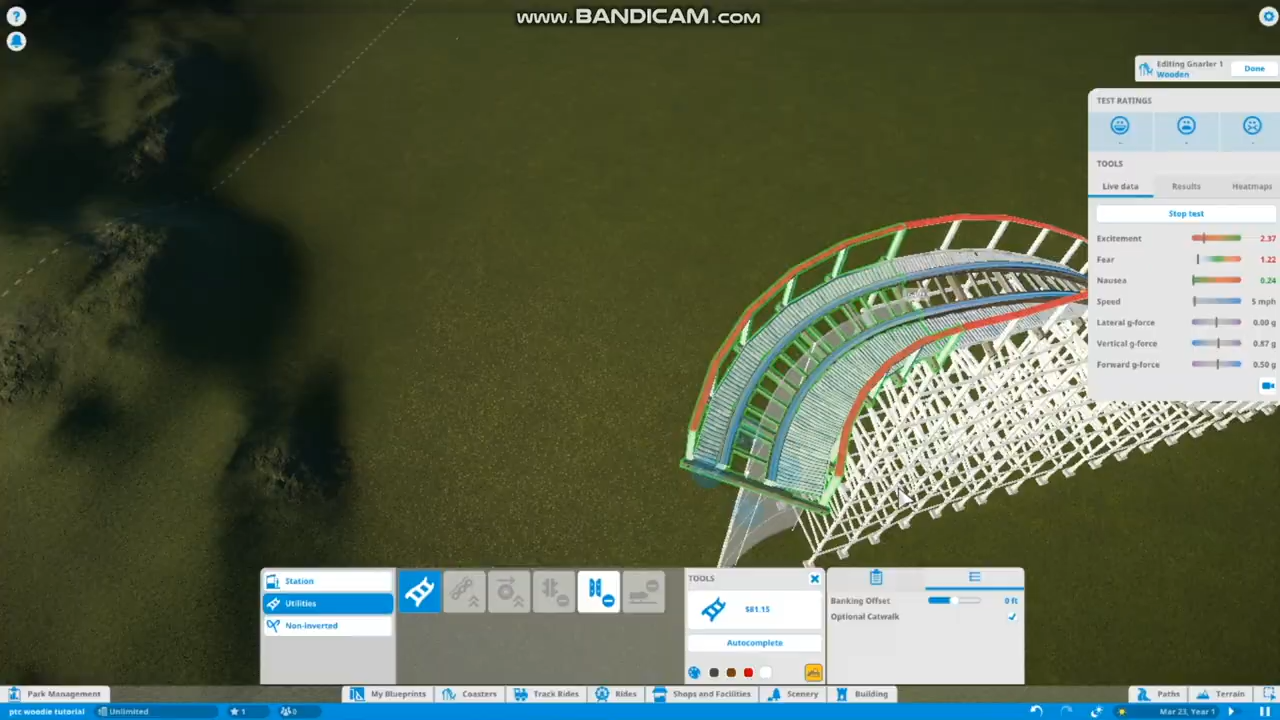 www.BANDICAM.com
?
Editing Gnarler 1
Wooden
Done
TEST RATINGS
- - -
TOOLS
Live data Results Heatmaps
Stop test
Excitement 2.37
Fear 1.22
Nausea 0.24
Speed 5 mph
Lateral g-force 0.00 g
Vertical g-force 0.87 g
Forward g-force 0.50 g
Station
Utilities
Non-inverted
TOOLS
$81.15
Autocomplete
Banking Offset 0 ft
Optional Catwalk
Park Management My Blueprints Coasters Track Rides Rides Shops and Facilities Scenery Building Paths Terrain
ptc woodie tutorial Unlimited 1 0 Mar 23, Year 1